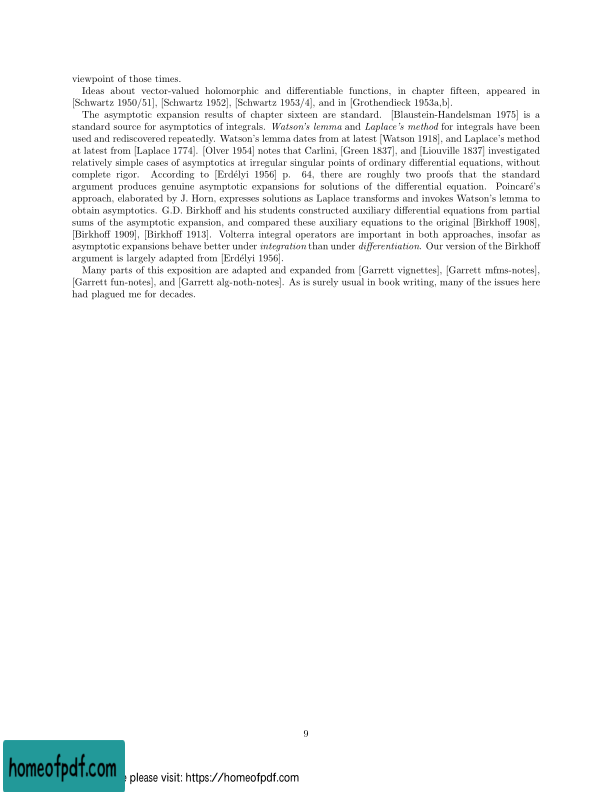 viewpoint of those times.
Ideas about vector-valued holomorphic and differentiable functions, in chapter fifteen, appeared in
[Schwartz 1950/51], [Schwartz 1952], [Schwartz 1953/4], and in [Grothendieck 1953a,b].
The asymptotic expansion results of chapter sixteen are standard. [Blaustein-Handelsman 1975] is a
standard source for asymptotics of integrals. Watson's lemma and Laplace's method for integrals have been
used and rediscovered repeatedly. Watson's lemma dates from at latest [Watson 1918], and Laplace's method
at latest from [Laplace 1774]. [Olver 1954] notes that Carlini, [Green 1837], and [Liouville 1837] investigated
relatively simple cases of asymptotics at irregular singular points of ordinary differential equations, without
complete rigor. According to [Erdélyi 1956] p. 64, there are roughly two proofs that the standard
argument produces genuine asymptotic expansions for solutions of the differential equation. Poincaré's
approach, elaborated by J. Horn, expresses solutions as Laplace transforms and invokes Watson's lemma to
obtain asymptotics. G.D. Birkhoff and his students constructed auxiliary differential equations from partial
sums of the asymptotic expansion, and compared these auxiliary equations to the original [Birkhoff 1908],
[Birkhoff 1909], [Birkhoff 1913]. Volterra integral operators are important in both approaches, insofar as
asymptotic expansions behave better under integration than under differentiation. Our version of the Birkhoff
argument is largely adapted from [Erdélyi 1956].
Many parts of this exposition are adapted and expanded from [Garrett vignettes], [Garrett mfms-notes],
[Garrett fun-notes], and [Garrett alg-noth-notes]. As is surely usual in book writing, many of the issues here
had plagued me for decades.
9
homeofpdf.com
please visit: https://homeofpdf.com